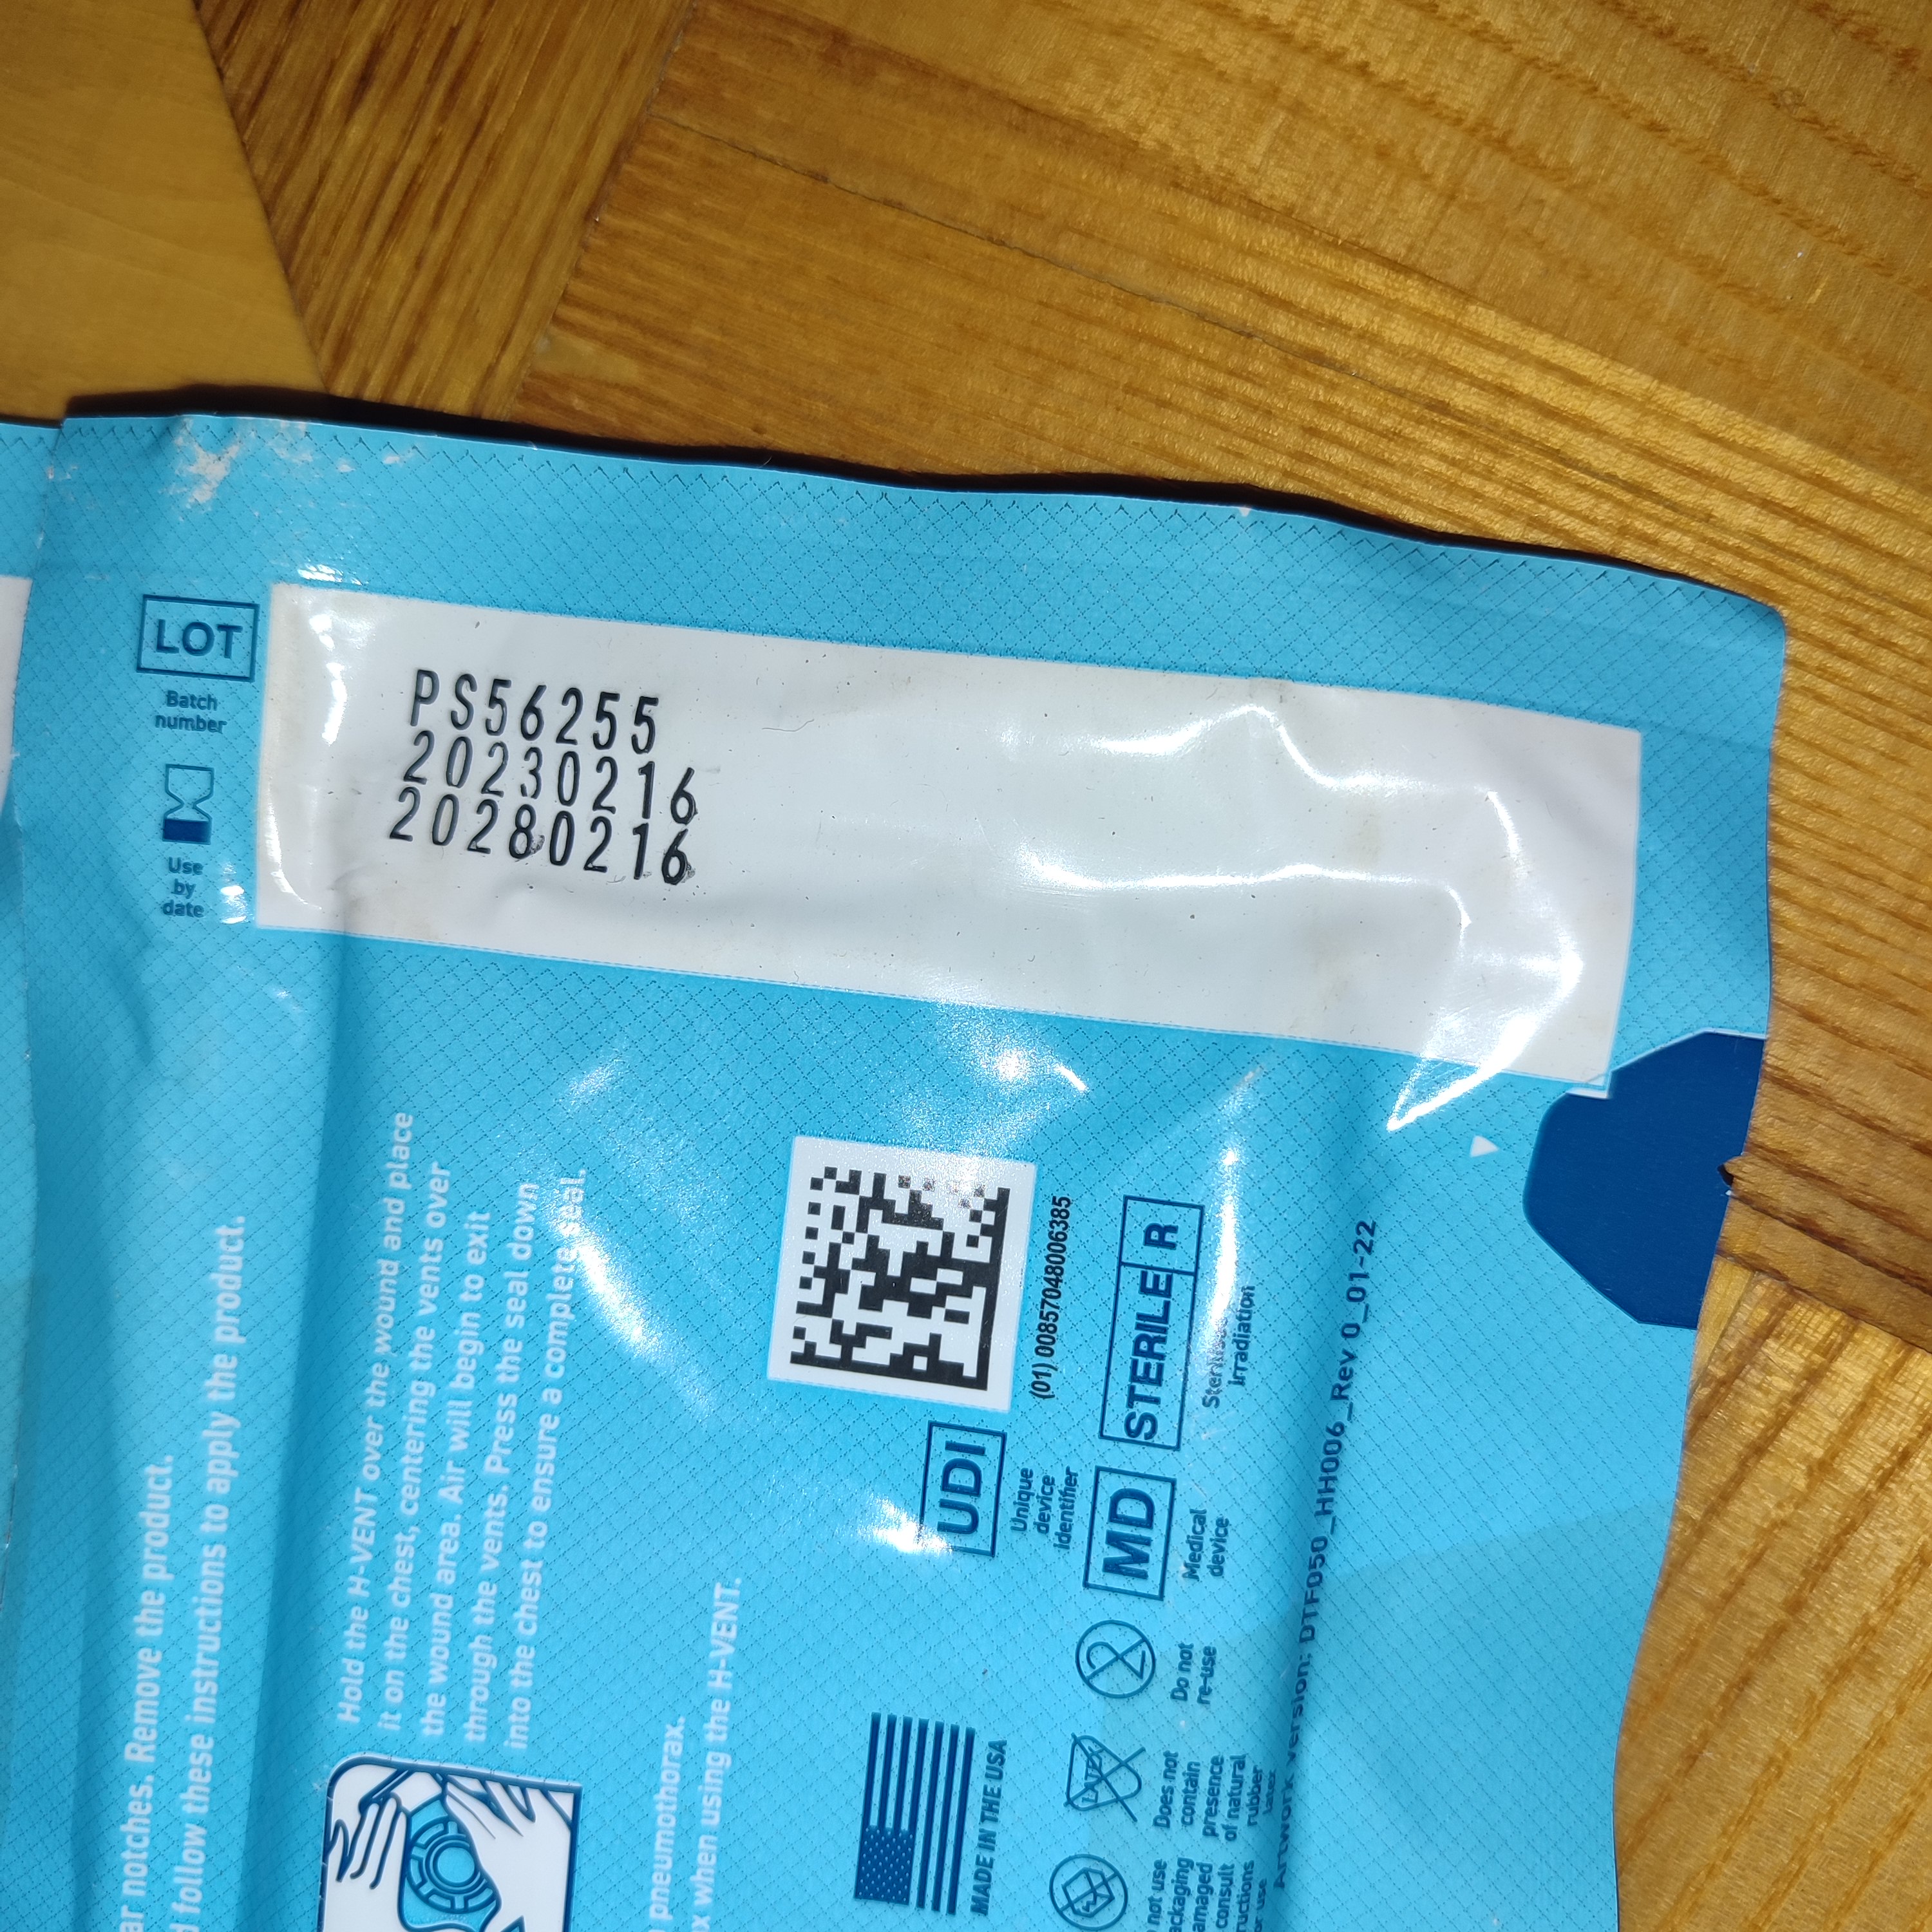 LOT
Batch
number
Use
by
date
PS56255
20230216
20280216
notches. Remove the product.
follow these instructions to apply the product.
Hold the H-VENT over the wound and place
it on the chest, centering the vents over
the wound area. Air will begin to exit
through the vents. Press the seal down
into the chest to ensure a complete seal.
pneumothorax.
when using the H-VENT.
(01) 00857048006385
UDI
Unique
device
identifier
STERILE R
irradiation
MD
Medical
device
2
Do not
re-use
LATEX
Does not
contain
presence
of natural
rubber
latex
MADE IN THE USA
not use
consult
Artwork version: DTF050_HH006_Rev 0_01-22